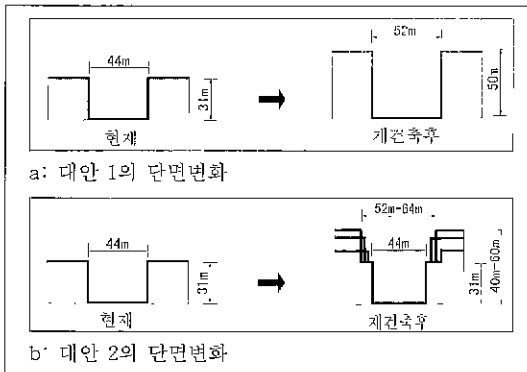 52m
44m
31m
50m
현재
재건축후
a: 대안 1의 단면변화
52m-64m
44m
44m
31m
31m
40m-60m
현재
재건축후
b: 대안 2의 단면변화